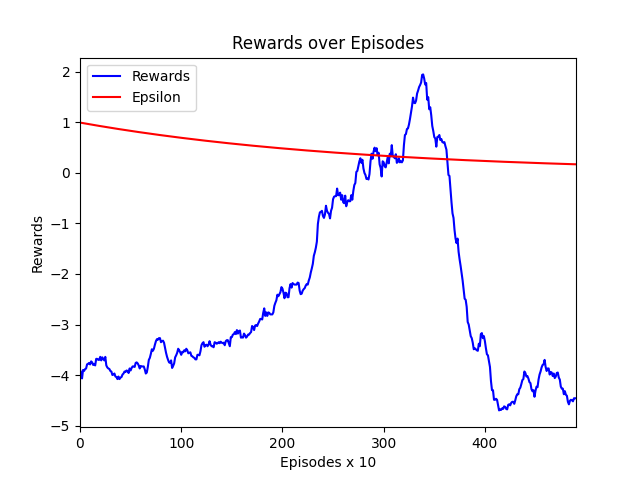 Rewards over Episodes
Rewards
Epsilon
2
1
0
−1
−2
−3
−4
−5
Rewards
0 100 200 300 400
Episodes x 10